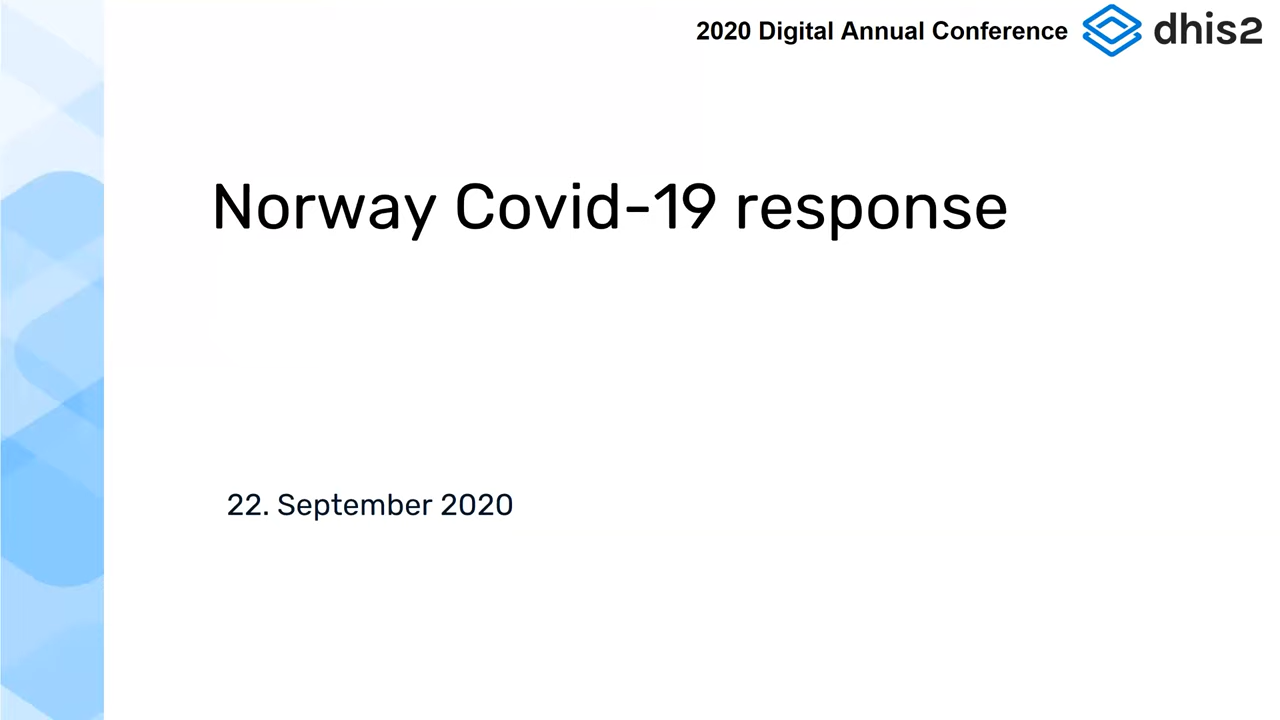 2020 Digital Annual Conference dhis2
Norway Covid-19 response
22. September 2020